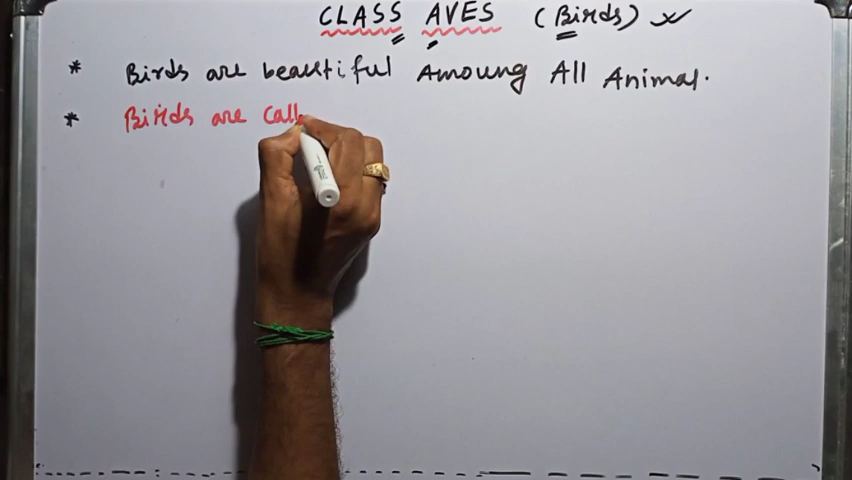 CLASS AVES (Birds)
* Birds are beautiful Amoung All Animal.
* Birds are Call